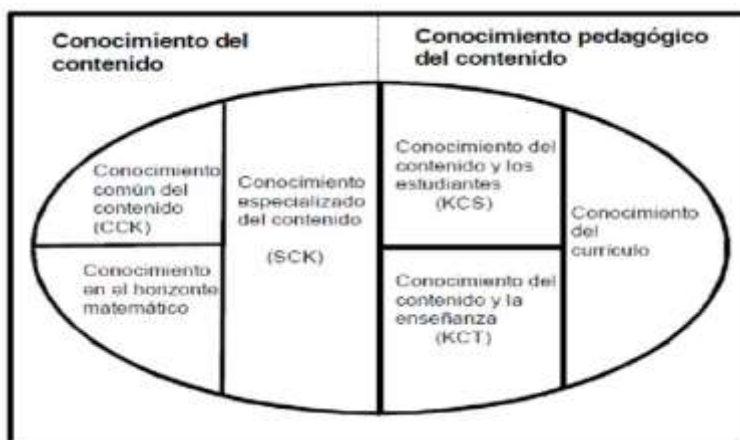 Conocimiento del
contenido
Conocimiento pedagógico
del contenido
Conocimiento
común del
contenido
(CCK)
Conocimiento
en el horizonte
matemático
Conocimiento
especializado
del contenido
(SCK)
Conocimiento del
contenido y los
estudiantes
(KCS)
Conocimiento del
contenido y la
enseñanza
(KCT)
Conocimiento
del
currículo